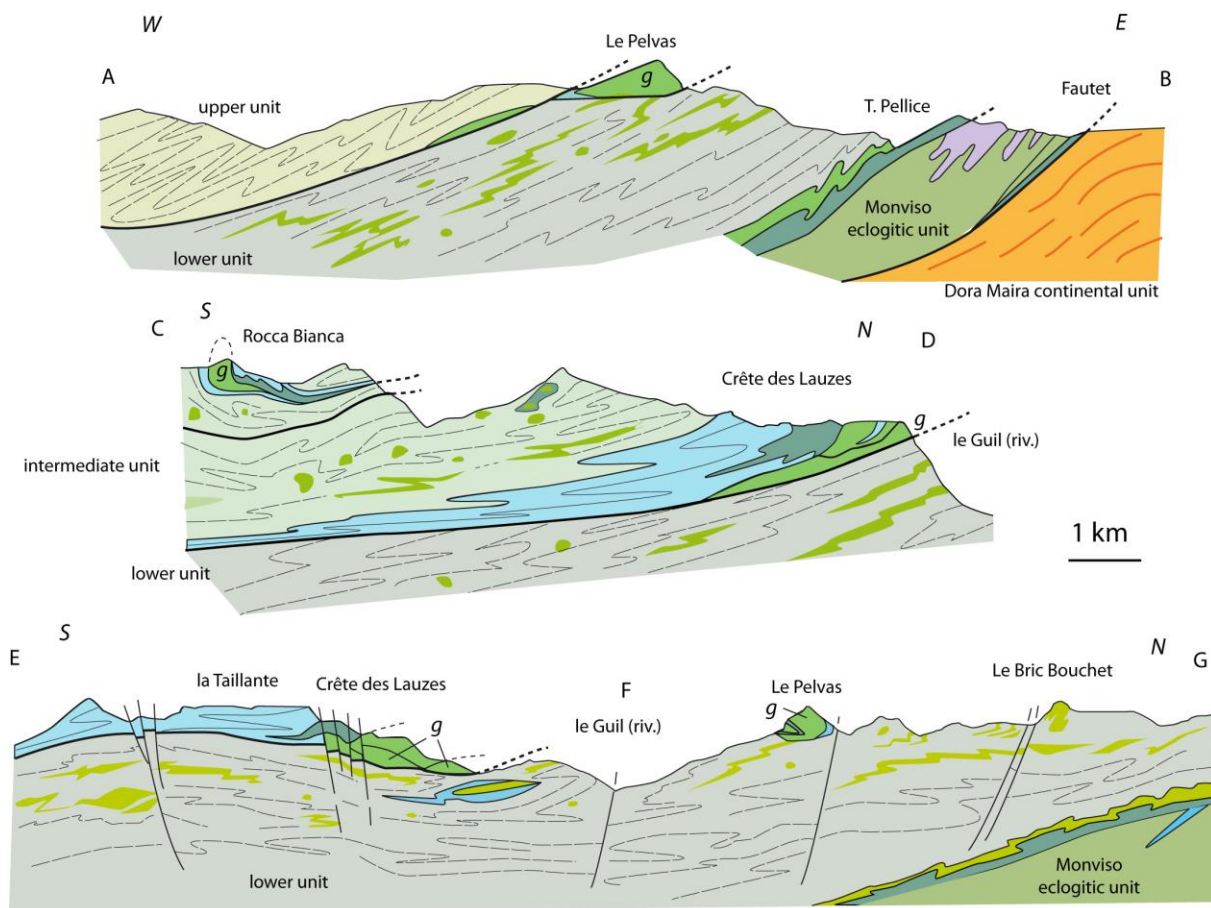 W
E
Le Pelvas
A
B
g
upper unit
T. Pellice
Fautet
Monviso
eclogitic unit
lower unit
Dora Maira continental unit
S
C
Rocca Bianca
N
D
g
Crête des Lauzes
g
le Guil (riv.)
intermediate unit
1 km
lower unit
S
N
E
Le Bric Bouchet
G
la Taillante
Crête des Lauzes
F
Le Pelvas
g
le Guil (riv.)
g
lower unit
Monviso
eclogitic unit